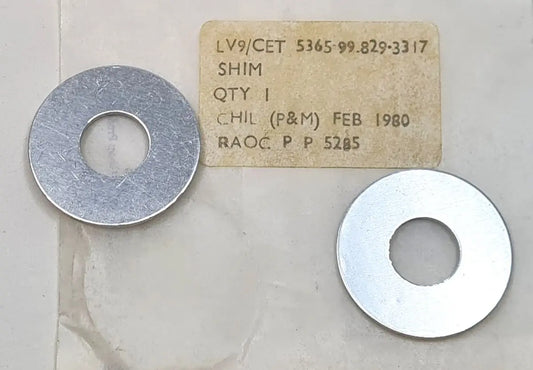 LV9/CET 5365-99.829-3317
SHIM
QTY 1
CHIL (P&M) FEB 1980
RAOC P P 5285